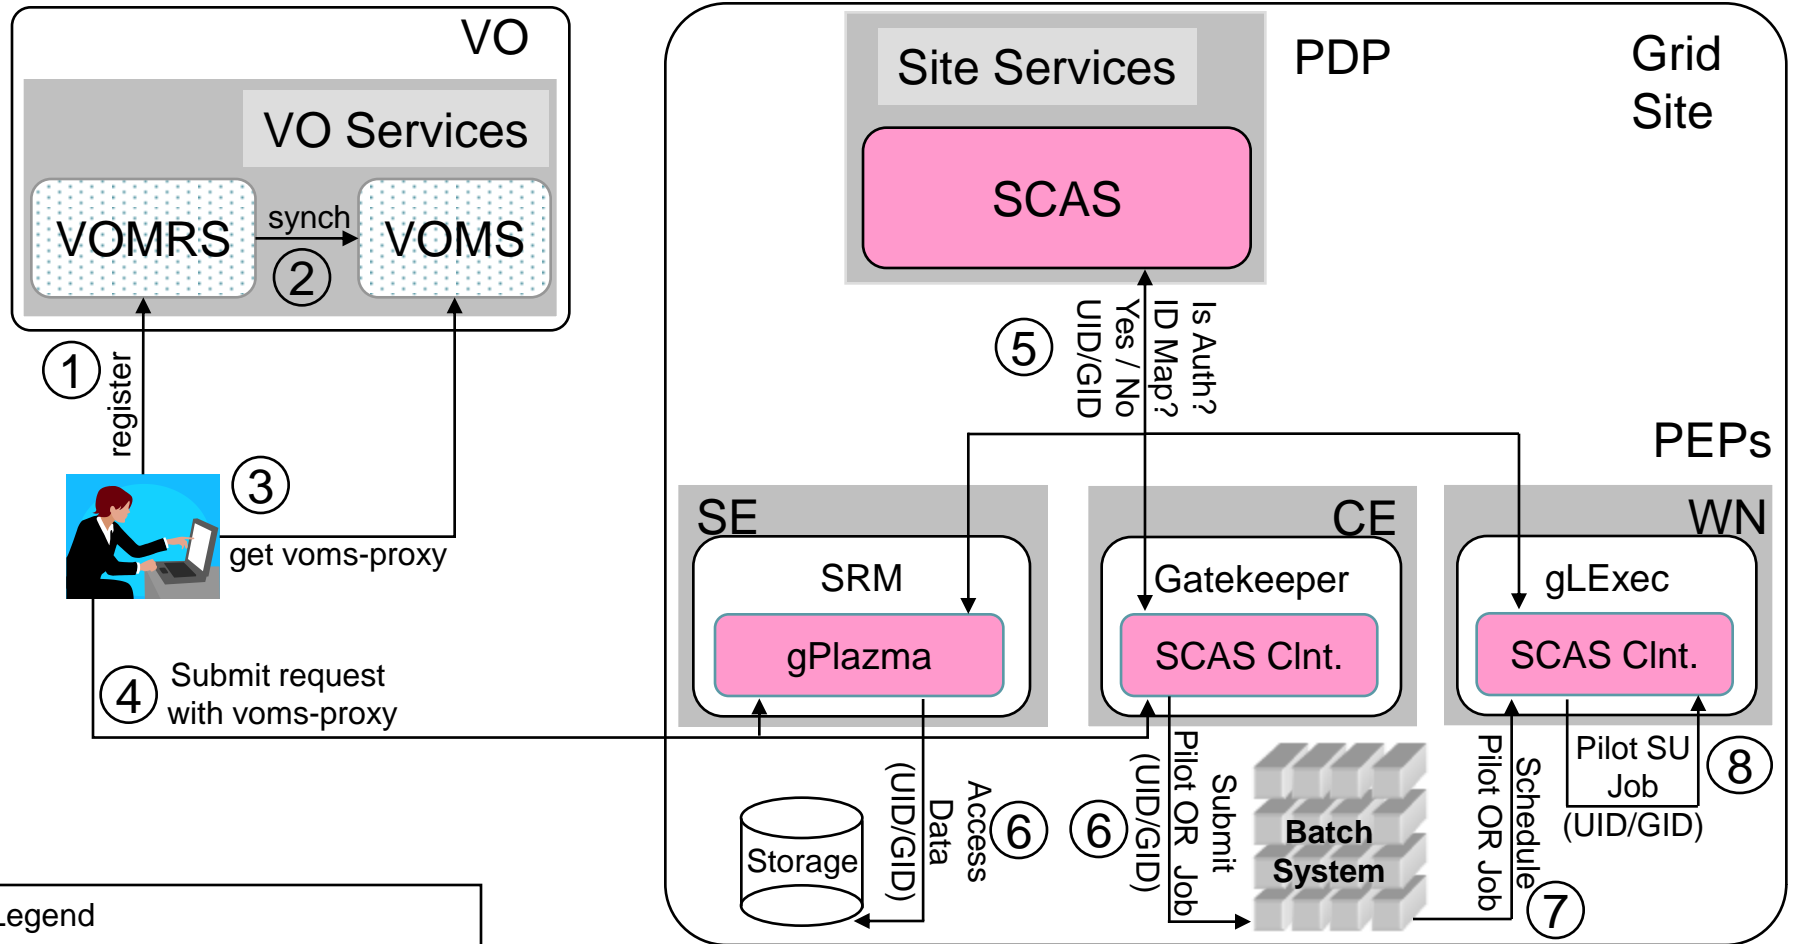 VO
VO Services
VOMRS
synch
2
VOMS
1
register
3
get voms-proxy
4
Submit request
with voms-proxy
Grid
Site
PDP
Site Services
SCAS
5
Is Auth?
ID Map?
Yes / No
UID/GID
PEPs
SE
SRM
gPlazma
CE
Gatekeeper
SCAS Clnt.
WN
gLExec
SCAS Clnt.
Storage
Access
Data
(UID/GID)
6
6
Submit
Pilot OR Job
(UID/GID)
Batch
System
Schedule
Pilot OR Job
7
Pilot SU
Job
(UID/GID)
8
Legend